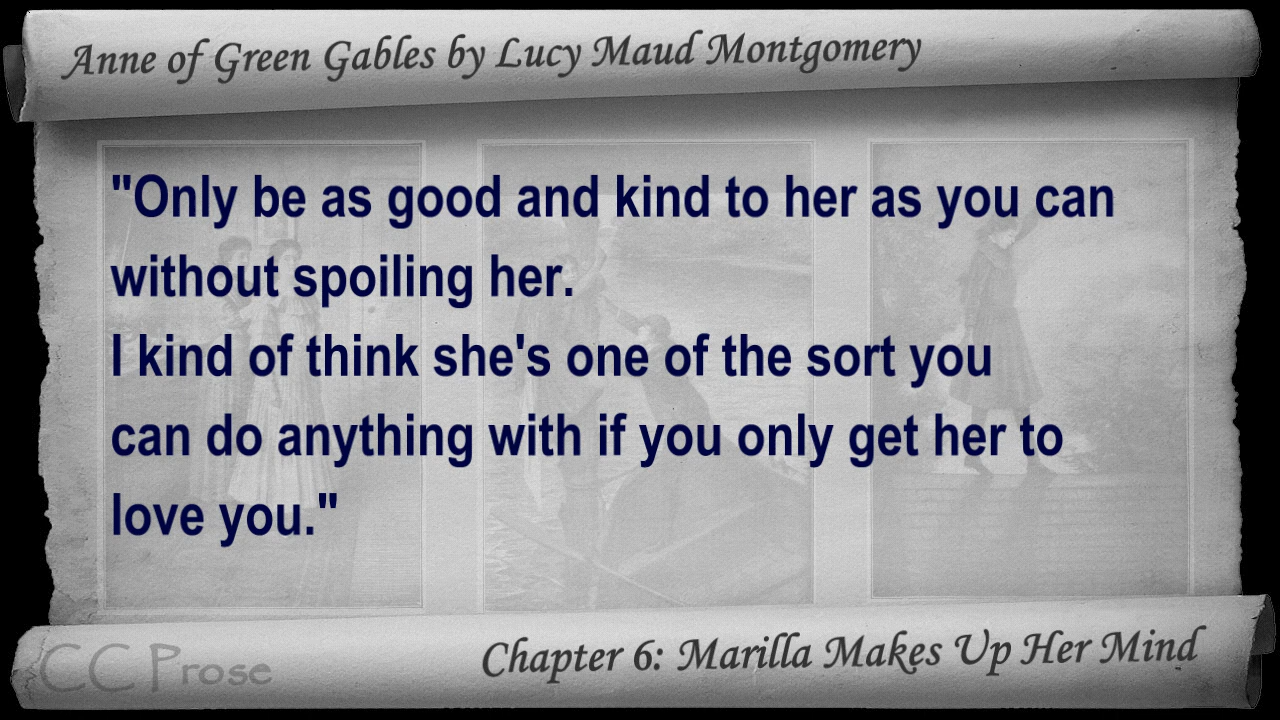 Anne of Green Gables by Lucy Maud Montgomery
"Only be as good and kind to her as you can
without spoiling her.
I kind of think she's one of the sort you
can do anything with if you only get her to
love you."
CC Prose
Chapter 6: Marilla Makes Up Her Mind